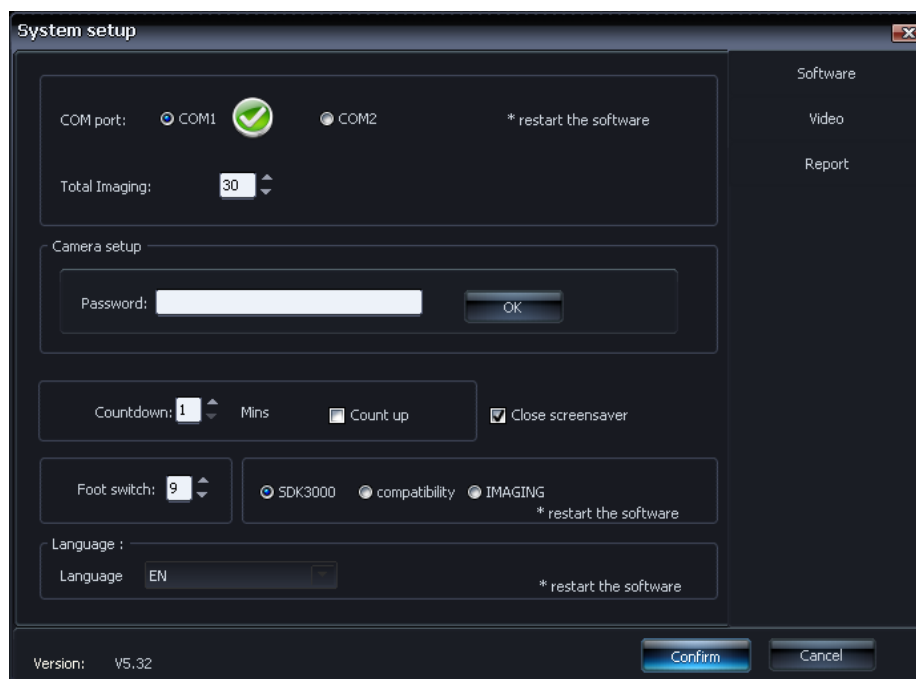 System setup
Software
Video
Report
COM port: COM1 COM2 * restart the software
Total Imaging: 30
Camera setup
Password: OK
Countdown: 1 Mins Count up Close screensaver
Foot switch: 9 SDK3000 compatibility IMAGING
* restart the software
Language :
Language EN * restart the software
Version: V5.32 Confirm Cancel